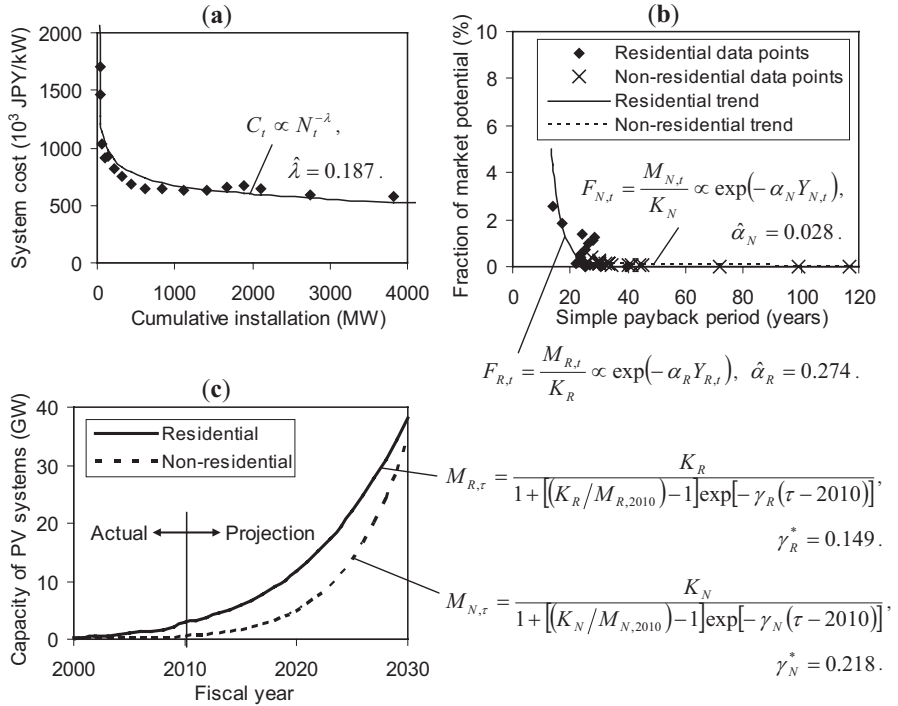 (a)
System cost (10³ JPY/kW)
2000
1500
1000
500
0
C_t ∝ N_t^{-λ},
λ̂ = 0.187.
0 1000 2000 3000 4000
Cumulative installation (MW)
(b)
Fraction of market potential (%)
10
8
6
4
2
0
Residential data points
Non-residential data points
Residential trend
Non-residential trend
F_{N,t} = M_{N,t}/K_N ∝ exp(−α_N Y_{N,t}),
α̂_N = 0.028.
0 20 40 60 80 100 120
Simple payback period (years)
F_{R,t} = M_{R,t}/K_R ∝ exp(−α_R Y_{R,t}), α̂_R = 0.274.
(c)
Capacity of PV systems (GW)
40
30
20
10
0
Residential
Non-residential
Actual Projection
2000 2010 2020 2030
Fiscal year
M_{R,τ} = K_R / 1 + [(K_R/M_{R,2010}) − 1]exp[−γ_R(τ − 2010)],
γ_R^* = 0.149.
M_{N,τ} = K_N / 1 + [(K_N/M_{N,2010}) − 1]exp[−γ_N(τ − 2010)],
γ_N^* = 0.218.